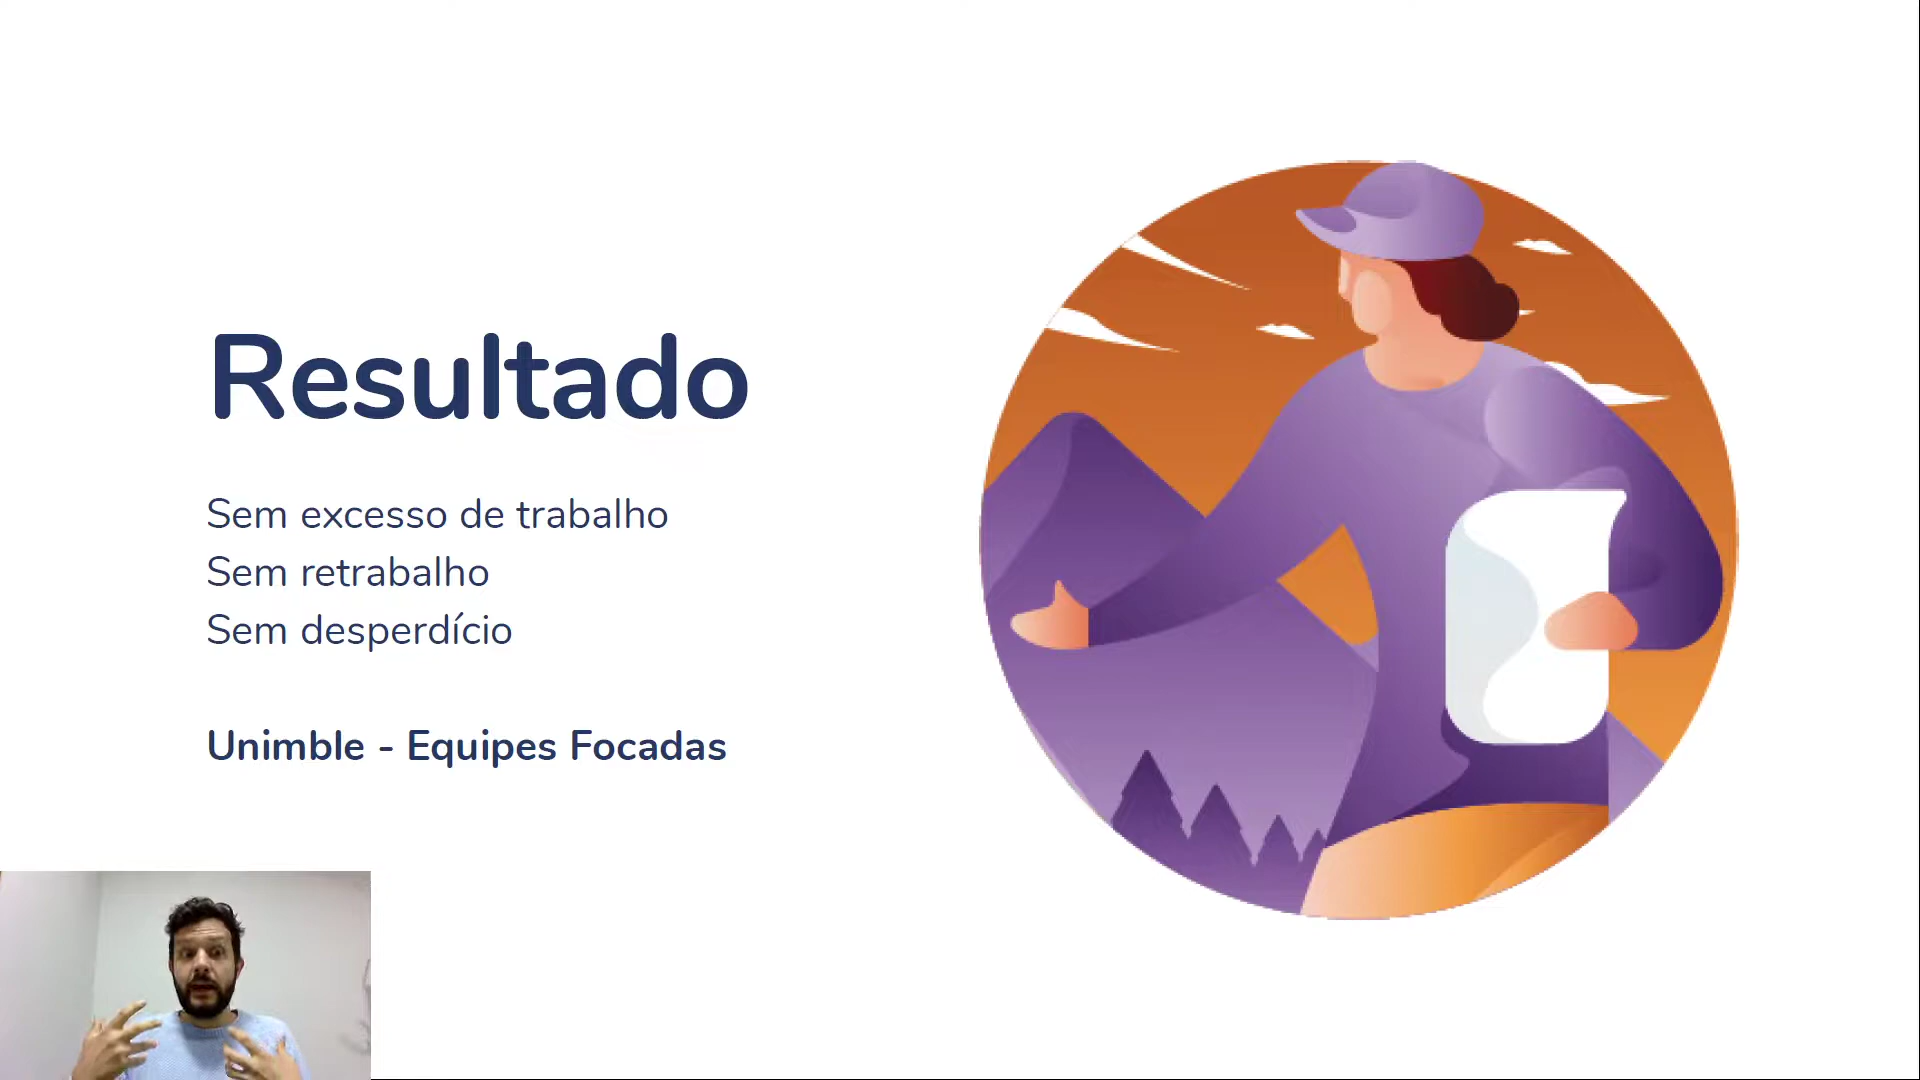 Resultado
Sem excesso de trabalho
Sem retrabalho
Sem desperdício
Unimble - Equipes Focadas